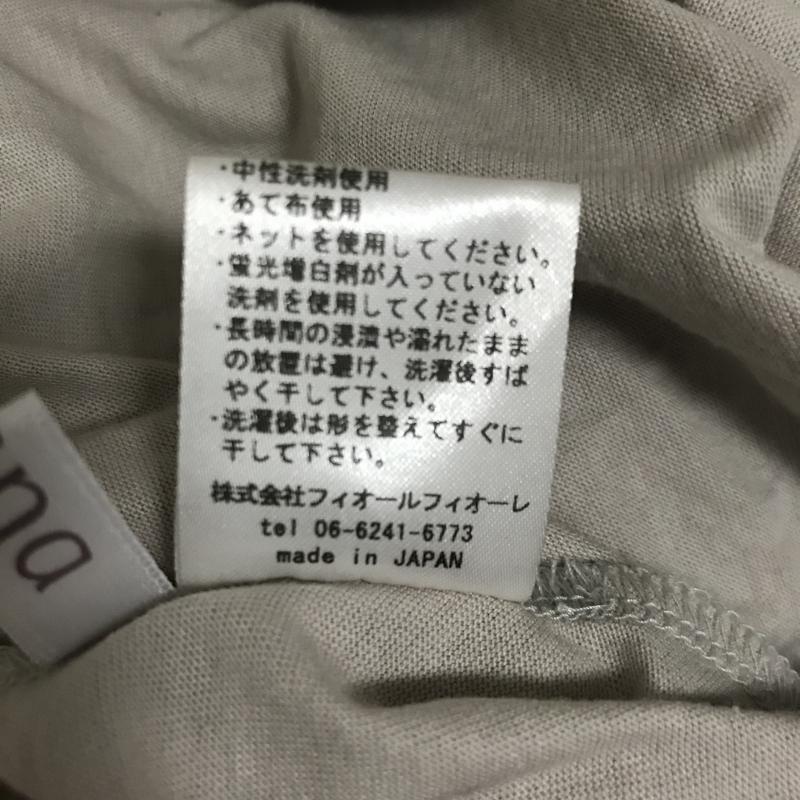 ・中性洗剤使用
・あて布使用
・ネットを使用してください。
・蛍光増白剤が入っていない
洗剤を使用してください。
・長時間の浸漬や濡れたまま
の放置は避け、洗濯後すば
やく干して下さい。
・洗濯後は形を整えてすぐに
干して下さい。
株式会社フィオールフィオーレ
tel 06-6241-6773
made in JAPAN
na